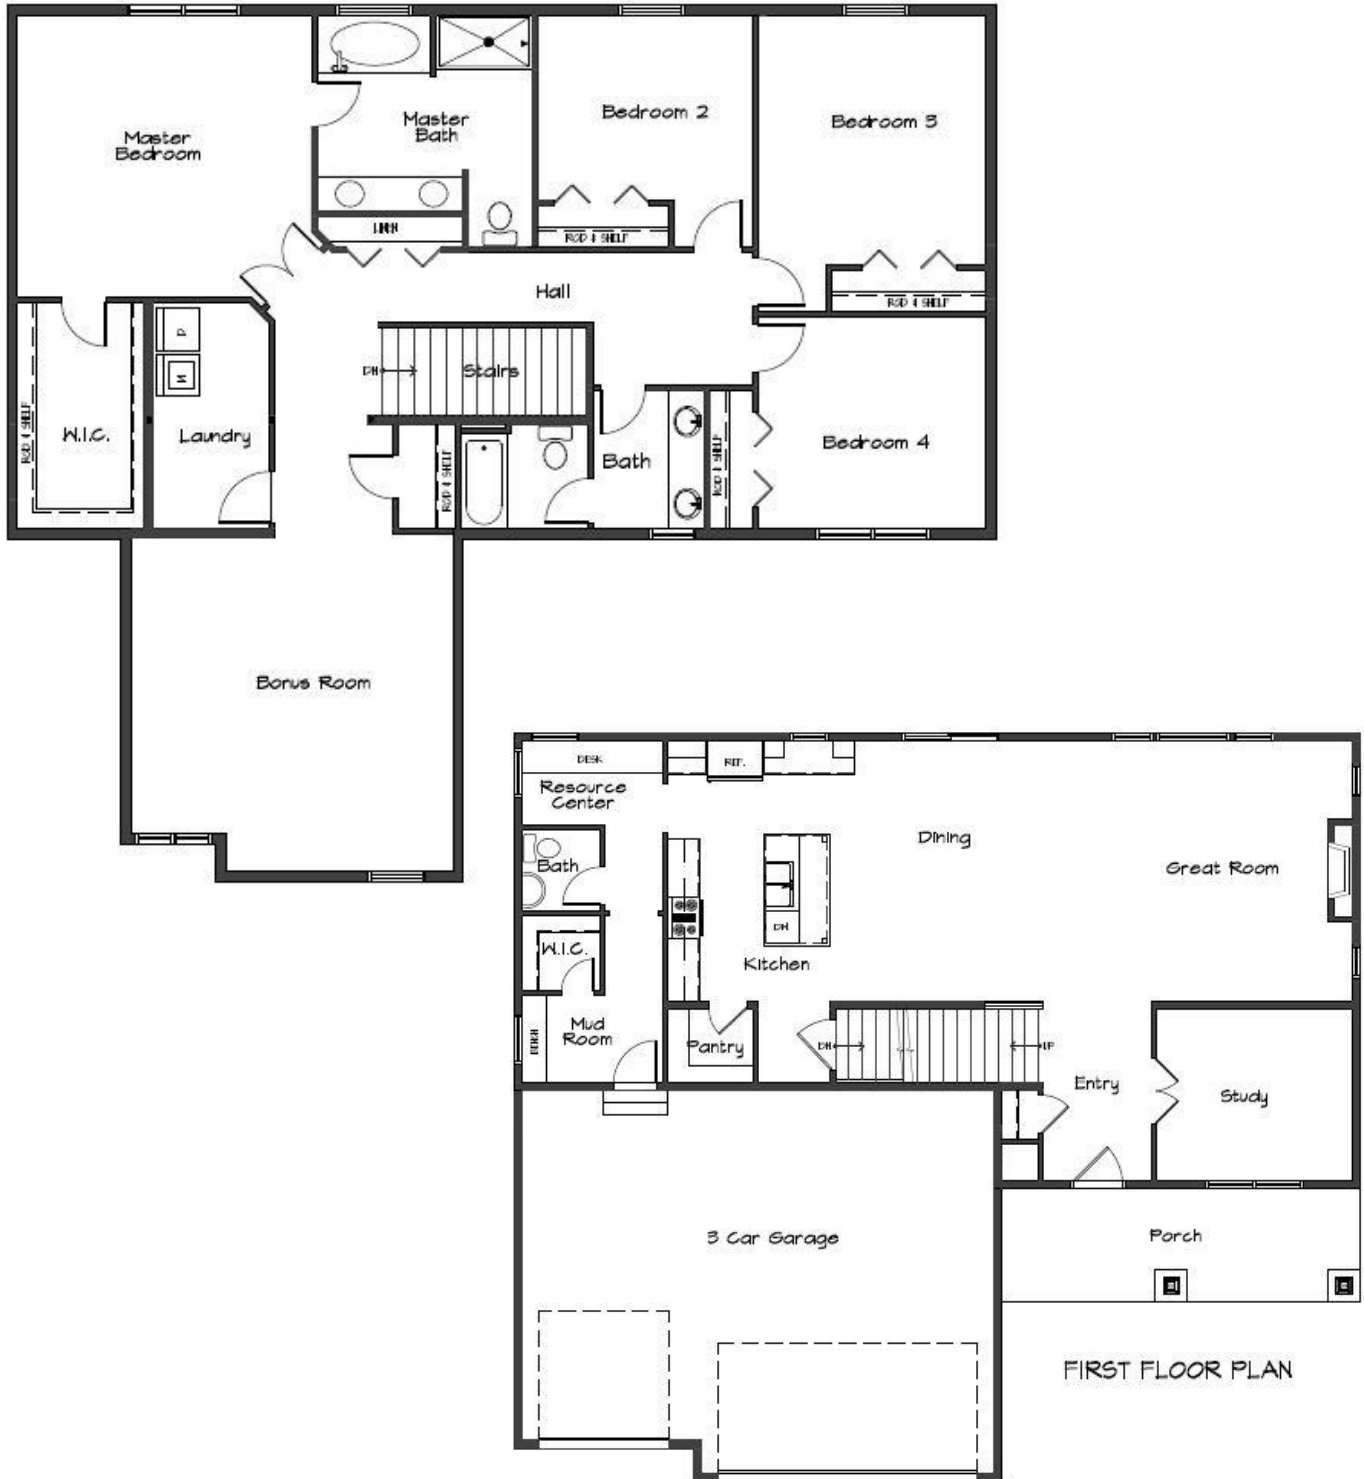 Master
Bedroom
Master
Bath
Bedroom 2
Bedroom 3
LINEN
ROD & SHELF
Hall
ROD & SHELF
D
W
DN
Stairs
ROD & SHELF
W.I.C.
Laundry
ROD & SHELF
Bath
ROD & SHELF
Bedroom 4
Bonus Room
DESK
REF.
Resource
Center
Dining
Bath
Great Room
DW
W.I.C.
Kitchen
BENCH
Mud
Room
Pantry
DN
UP
Entry
Study
3 Car Garage
Porch
FIRST FLOOR PLAN